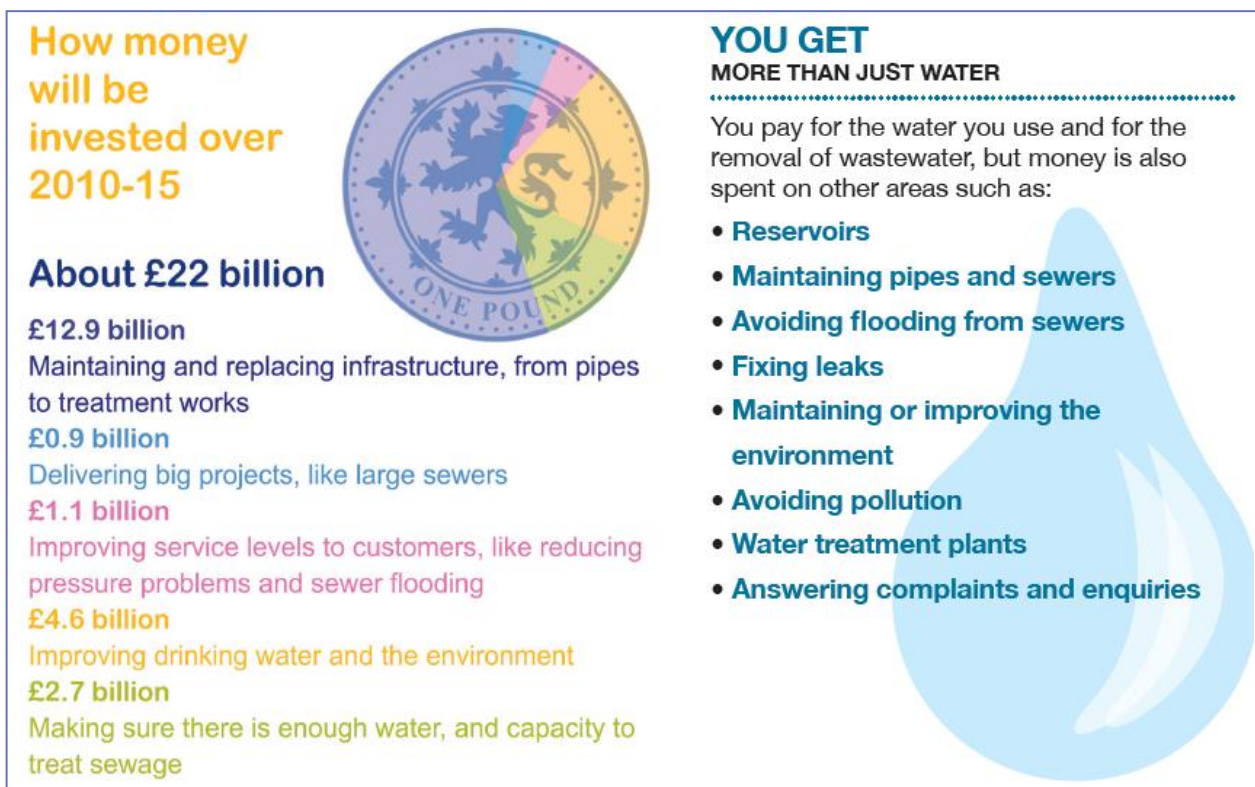 How money
will be
invested over
2010-15
About £22 billion
ONE POUND
£12.9 billion
Maintaining and replacing infrastructure, from pipes
to treatment works
£0.9 billion
Delivering big projects, like large sewers
£1.1 billion
Improving service levels to customers, like reducing
pressure problems and sewer flooding
£4.6 billion
Improving drinking water and the environment
£2.7 billion
Making sure there is enough water, and capacity to
treat sewage
YOU GET
MORE THAN JUST WATER
You pay for the water you use and for the
removal of wastewater, but money is also
spent on other areas such as:
• Reservoirs
• Maintaining pipes and sewers
• Avoiding flooding from sewers
• Fixing leaks
• Maintaining or improving the
environment
• Avoiding pollution
• Water treatment plants
• Answering complaints and enquiries